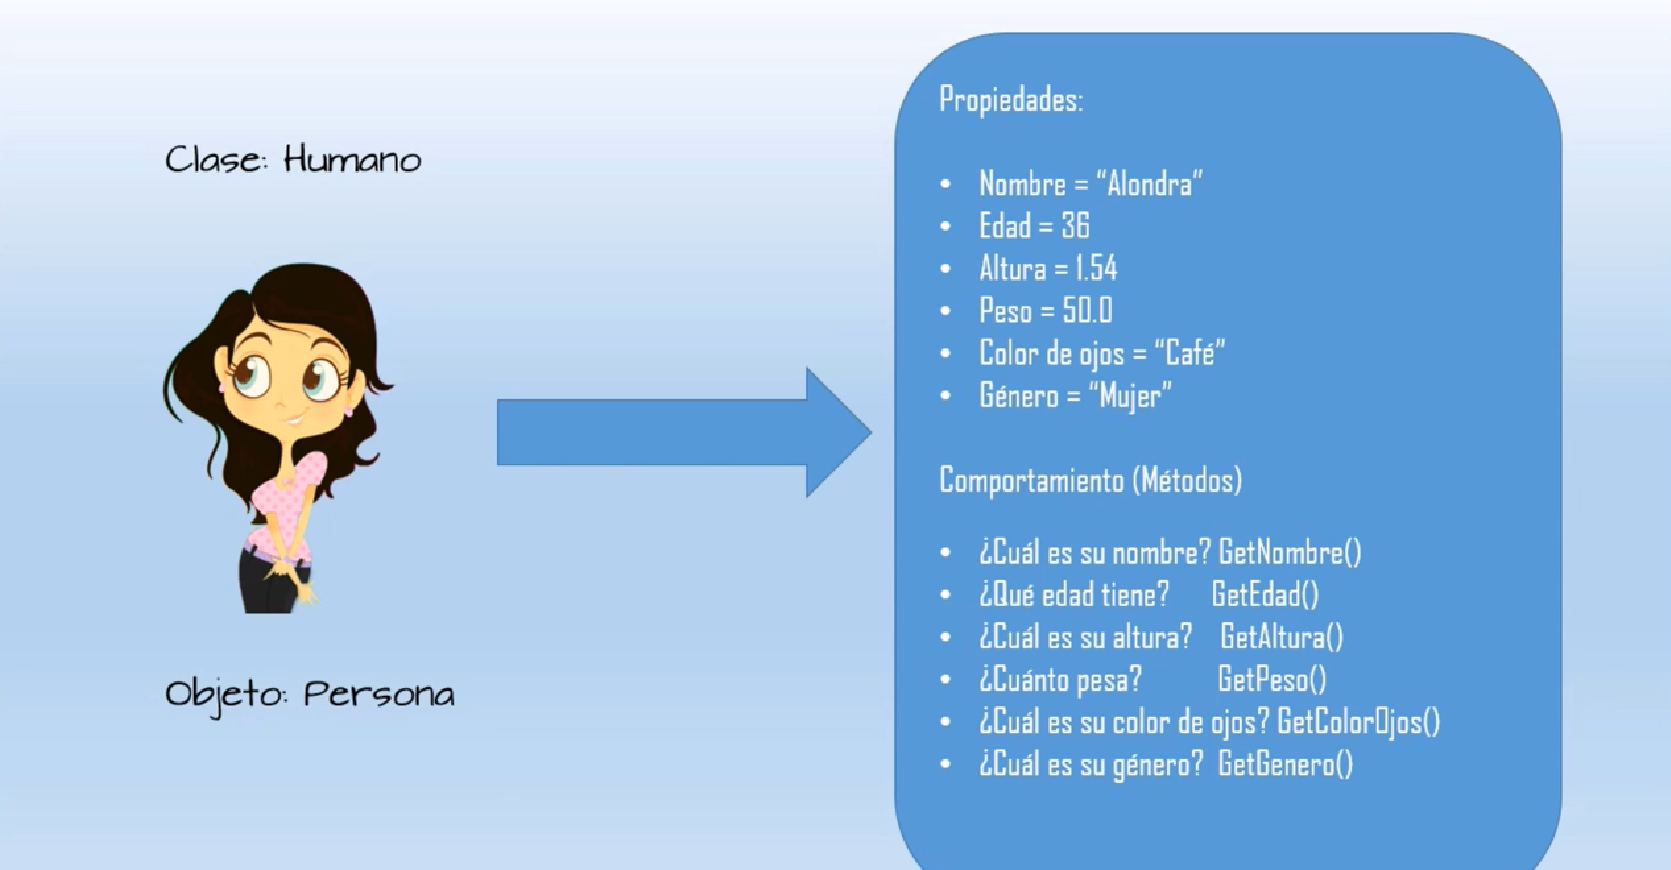 Clase: Humano
Objeto: Persona
Propiedades:
• Nombre = “Alondra”
• Edad = 36
• Altura = 1.54
• Peso = 50.0
• Color de ojos = “Café”
• Género = “Mujer”
Comportamiento (Métodos)
• ¿Cuál es su nombre? GetNombre()
• ¿Qué edad tiene? GetEdad()
• ¿Cuál es su altura? GetAltura()
• ¿Cuánto pesa? GetPeso()
• ¿Cuál es su color de ojos? GetColorOjos()
• ¿Cuál es su género? GetGenero()